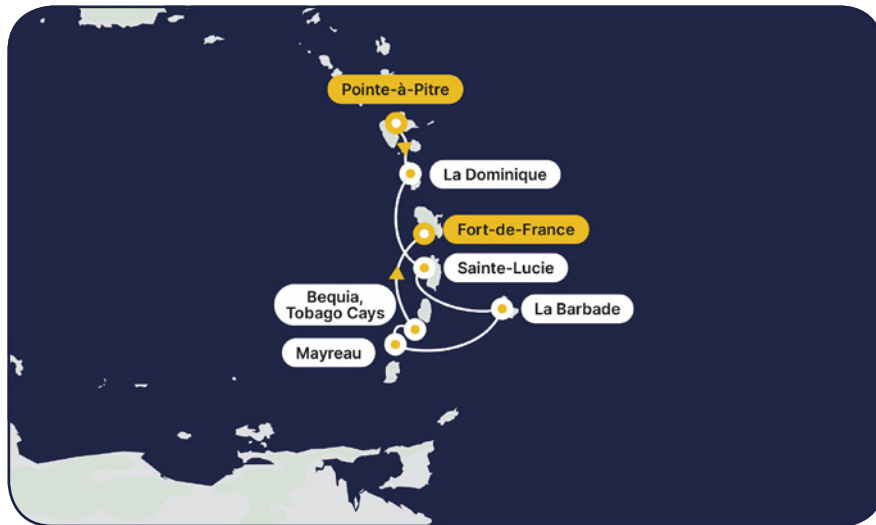 Pointe-à-Pitre
La Dominique
Fort-de-France
Sainte-Lucie
Bequia,
Tobago Cays
La Barbade
Mayreau